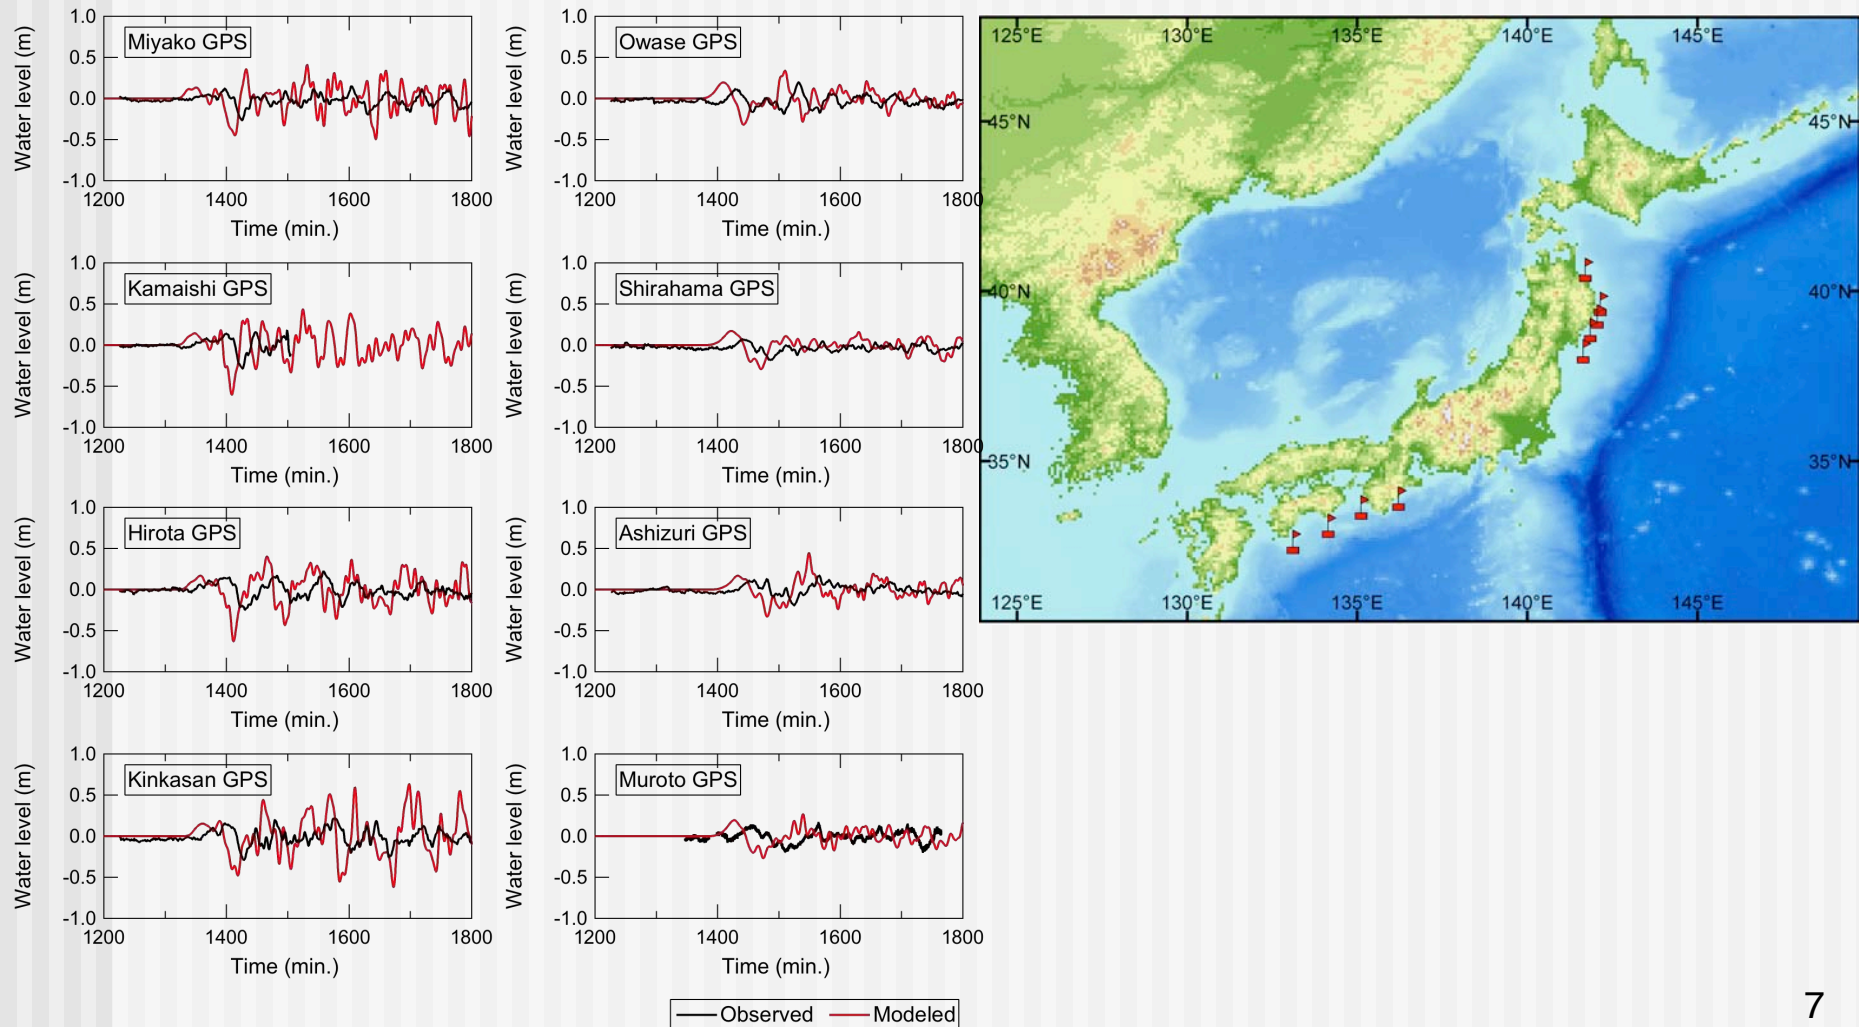 Miyako GPS
Water level (m)
1.0
0.5
0.0
-0.5
-1.0
1200
1400
1600
1800
Time (min.)
Owase GPS
Water level (m)
1.0
0.5
0.0
-0.5
-1.0
1200
1400
1600
1800
Time (min.)
Kamaishi GPS
Water level (m)
1.0
0.5
0.0
-0.5
-1.0
1200
1400
1600
1800
Time (min.)
Shirahama GPS
Water level (m)
1.0
0.5
0.0
-0.5
-1.0
1200
1400
1600
1800
Time (min.)
Hirota GPS
Water level (m)
1.0
0.5
0.0
-0.5
-1.0
1200
1400
1600
1800
Time (min.)
Ashizuri GPS
Water level (m)
1.0
0.5
0.0
-0.5
-1.0
1200
1400
1600
1800
Time (min.)
Kinkasan GPS
Water level (m)
1.0
0.5
0.0
-0.5
-1.0
1200
1400
1600
1800
Time (min.)
Muroto GPS
Water level (m)
1.0
0.5
0.0
-0.5
-1.0
1200
1400
1600
1800
Time (min.)
Observed Modeled
125°E 130°E 135°E 140°E 145°E
45°N 45°N
40°N 40°N
35°N 35°N
125°E 130°E 135°E 140°E 145°E
7